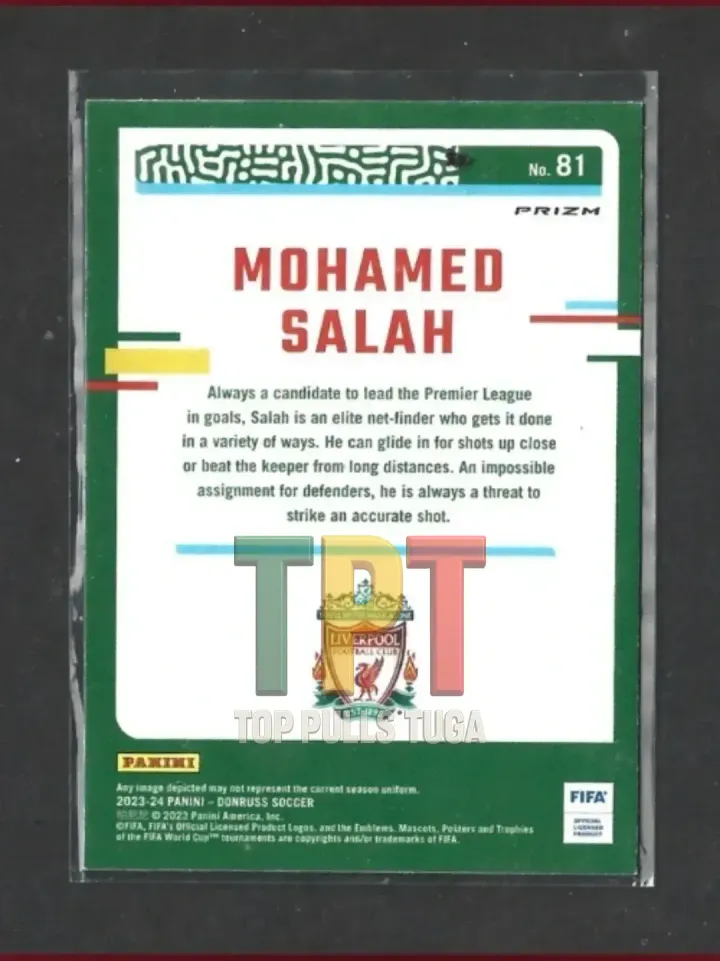 No. 81
PRIZM
MOHAMED
SALAH
Always a candidate to lead the Premier League
in goals, Salah is an elite net-finder who gets it done
in a variety of ways. He can glide in for shots up close
or beat the keeper from long distances. An impossible
assignment for defenders, he is always a threat to
strike an accurate shot.
TPT
LIVERPOOL
FOOTBALL CLUB
TOP PULLS TUGA
PANINI
Any image depicted may not represent the current season uniform.
2023-24 PANINI – DONRUSS SOCCER
© 2023 Panini America, Inc.
©FIFA, FIFA's Official Licensed Product Logos, and the Emblems, Mascots, Posters and Trophies
of the FIFA World Cup™ tournaments are copyrights and/or trademarks of FIFA.
FIFA
OFFICIAL
LICENSED
PRODUCT